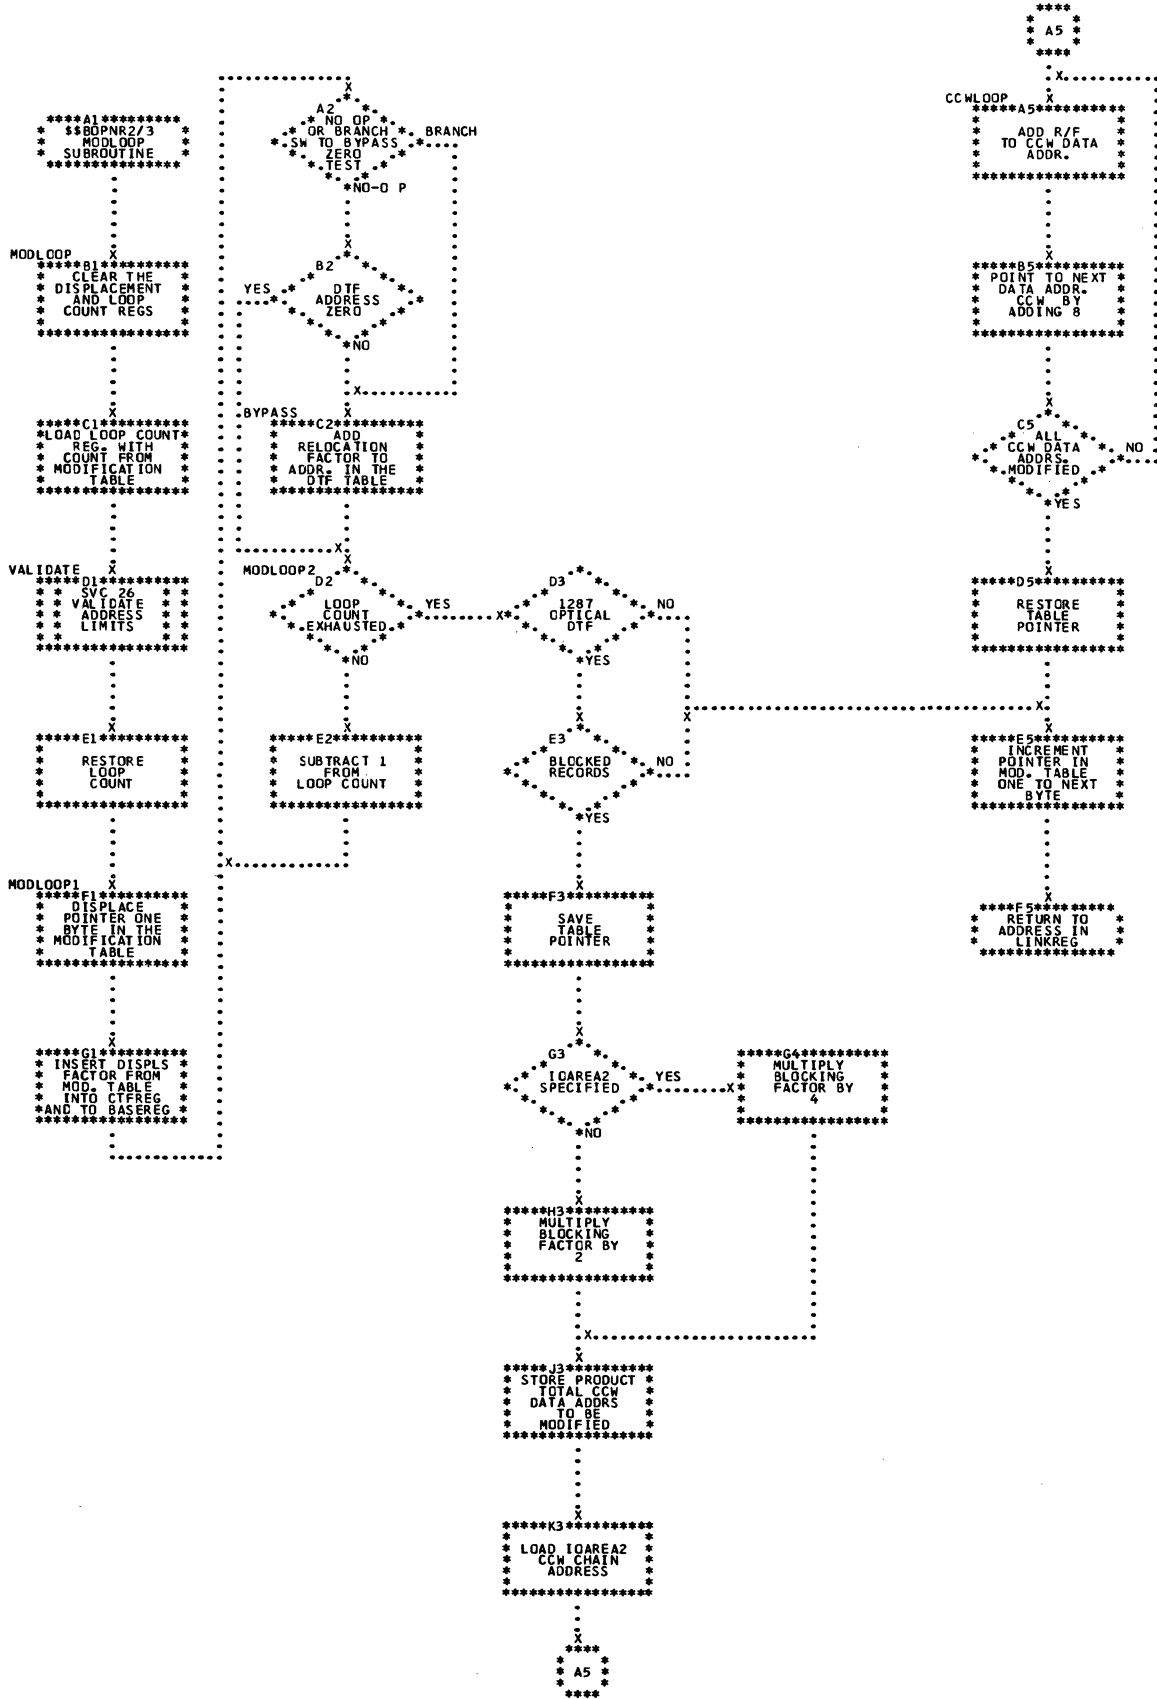 A1
$$BOPNR2/3
MODLOOP
SUBROUTINE
MODLOOP
B1
CLEAR THE
DISPLACEMENT
AND LOOP
COUNT REGS
C1
LOAD LOOP COUNT
REG. WITH
COUNT FROM
MODIFICATION
TABLE
VALIDATE
D1
SVC 26
VALIDATE
ADDRESS
LIMITS
E1
RESTORE
LOOP
COUNT
MODLOOP1
F1
DISPLACE
POINTER ONE
BYTE IN THE
MODIFICATION
TABLE
G1
INSERT DISPLS
FACTOR FROM
MOD. TABLE
INTO CTFREG
AND TO BASEREG
A2
NO OP
OR BRANCH
SW TO BYPASS
ZERO
TEST
BRANCH
NO-O P
B2
DTF
ADDRESS
ZERO
YES
NO
BYPASS
C2
ADD
RELOCATION
FACTOR TO
ADDR. IN THE
DTF TABLE
MODLOOP2
D2
LOOP
COUNT
EXHAUSTED
YES
NO
E2
SUBTRACT 1
FROM
LOOP COUNT
D3
1287
OPTICAL
DTF
NO
YES
E3
BLOCKED
RECORDS
NO
YES
F3
SAVE
TABLE
POINTER
G3
IOAREA2
SPECIFIED
YES
NO
G4
MULTIPLY
BLOCKING
FACTOR BY
4
H3
MULTIPLY
BLOCKING
FACTOR BY
2
J3
STORE PRODUCT
TOTAL CCW
DATA ADDRS
TO BE
MODIFIED
K3
LOAD IOAREA2
CCW CHAIN
ADDRESS
A5
A5
CCWLOOP
A5
ADD R/F
TO CCW DATA
ADDR.
B5
POINT TO NEXT
DATA ADDR.
CCW BY
ADDING 8
C5
ALL
CCW DATA
ADDRS.
MODIFIED
NO
YES
D5
RESTORE
TABLE
POINTER
E5
INCREMENT
POINTER IN
MOD. TABLE
ONE TO NEXT
BYTE
F5
RETURN TO
ADDRESS IN
LINKREG